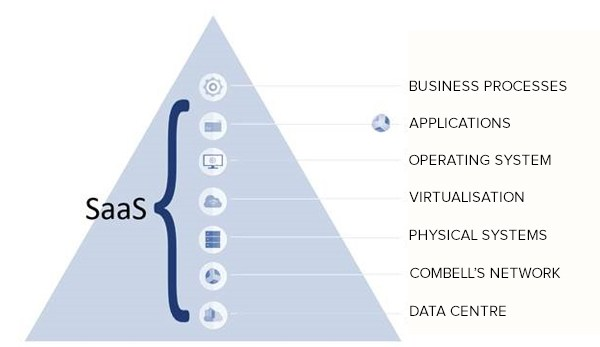 BUSINESS PROCESSES
APPLICATIONS
OPERATING SYSTEM
VIRTUALISATION
SaaS
PHYSICAL SYSTEMS
COMBELL'S NETWORK
DATA CENTRE